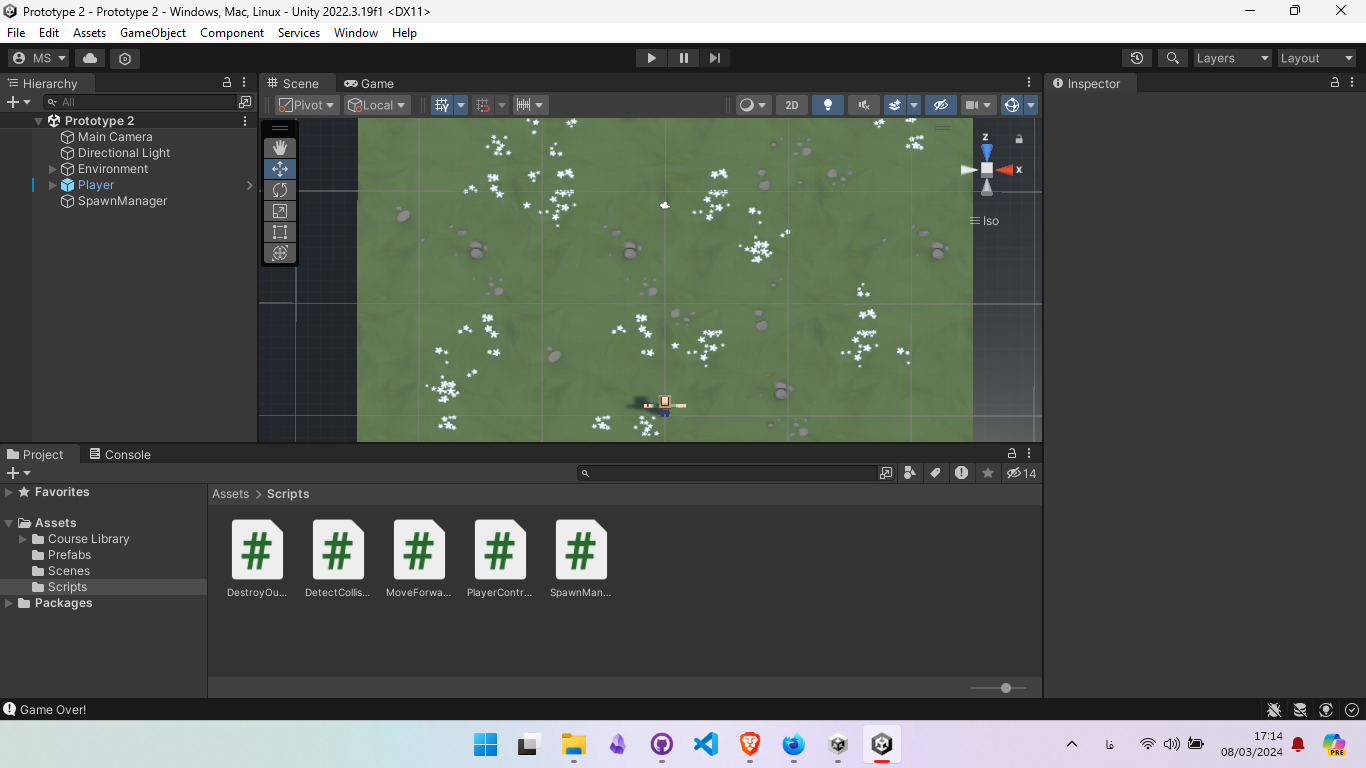 Prototype 2 - Prototype 2 - Windows, Mac, Linux - Unity 2022.3.19f1 <DX11>
File Edit Assets GameObject Component Services Window Help
MS Layers Layout
Hierarchy
All
Prototype 2
Main Camera
Directional Light
Environment
Player
SpawnManager
Scene Game
Pivot Local 2D
z
x
Iso
Inspector
Project Console
14
Favorites
Assets
Course Library
Prefabs
Scenes
Scripts
Packages
Assets > Scripts
DestroyOu... DetectCollis... MoveForwa... PlayerContr... SpawnMan...
Game Over!
فا
17:14
08/03/2024
PRE